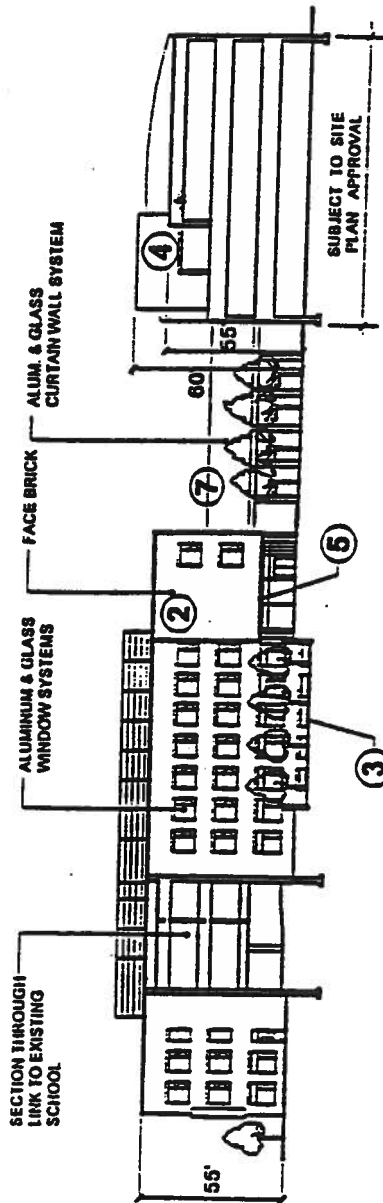 SECTION THROUGH
LINK TO EXISTING
SCHOOL
ALUMINUM & GLASS
WINDOW SYSTEMS
FACE BRICK
ALUM. & GLASS
CURTAIN WALL SYSTEM
2
4
7
60'
55'
55'
3
5
SUBJECT TO SITE
PLAN APPROVAL